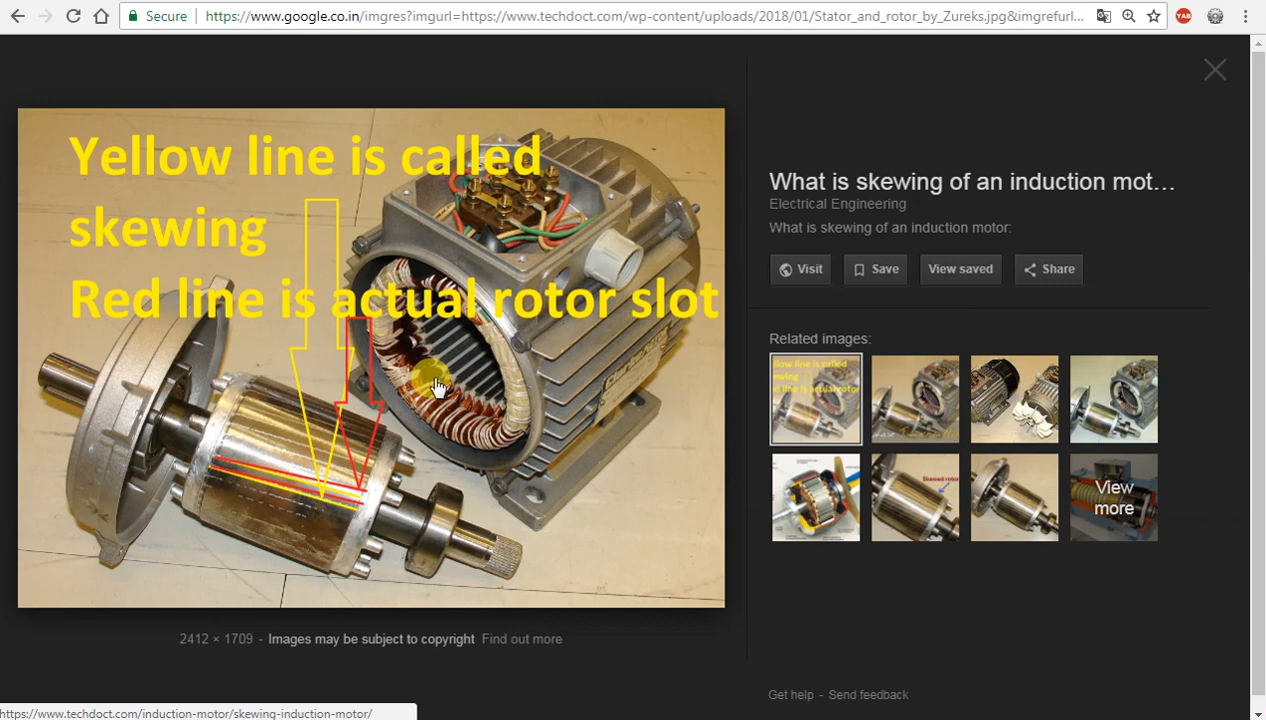 Secure
https://www.google.co.in/imgres?imgurl=https://www.techdoct.com/wp-content/uploads/2018/01/Stator_and_rotor_by_Zureks.jpg&imgrefurl...
YAB
Yellow line is called
skewing
Red line is actual rotor slot
2412 × 1709 - Images may be subject to copyright Find out more
What is skewing of an induction mot…
Electrical Engineering
What is skewing of an induction motor:
Visit Save View saved Share
Related images:
View
more
Get help - Send feedback
https://www.techdoct.com/induction-motor/skewing-induction-motor/